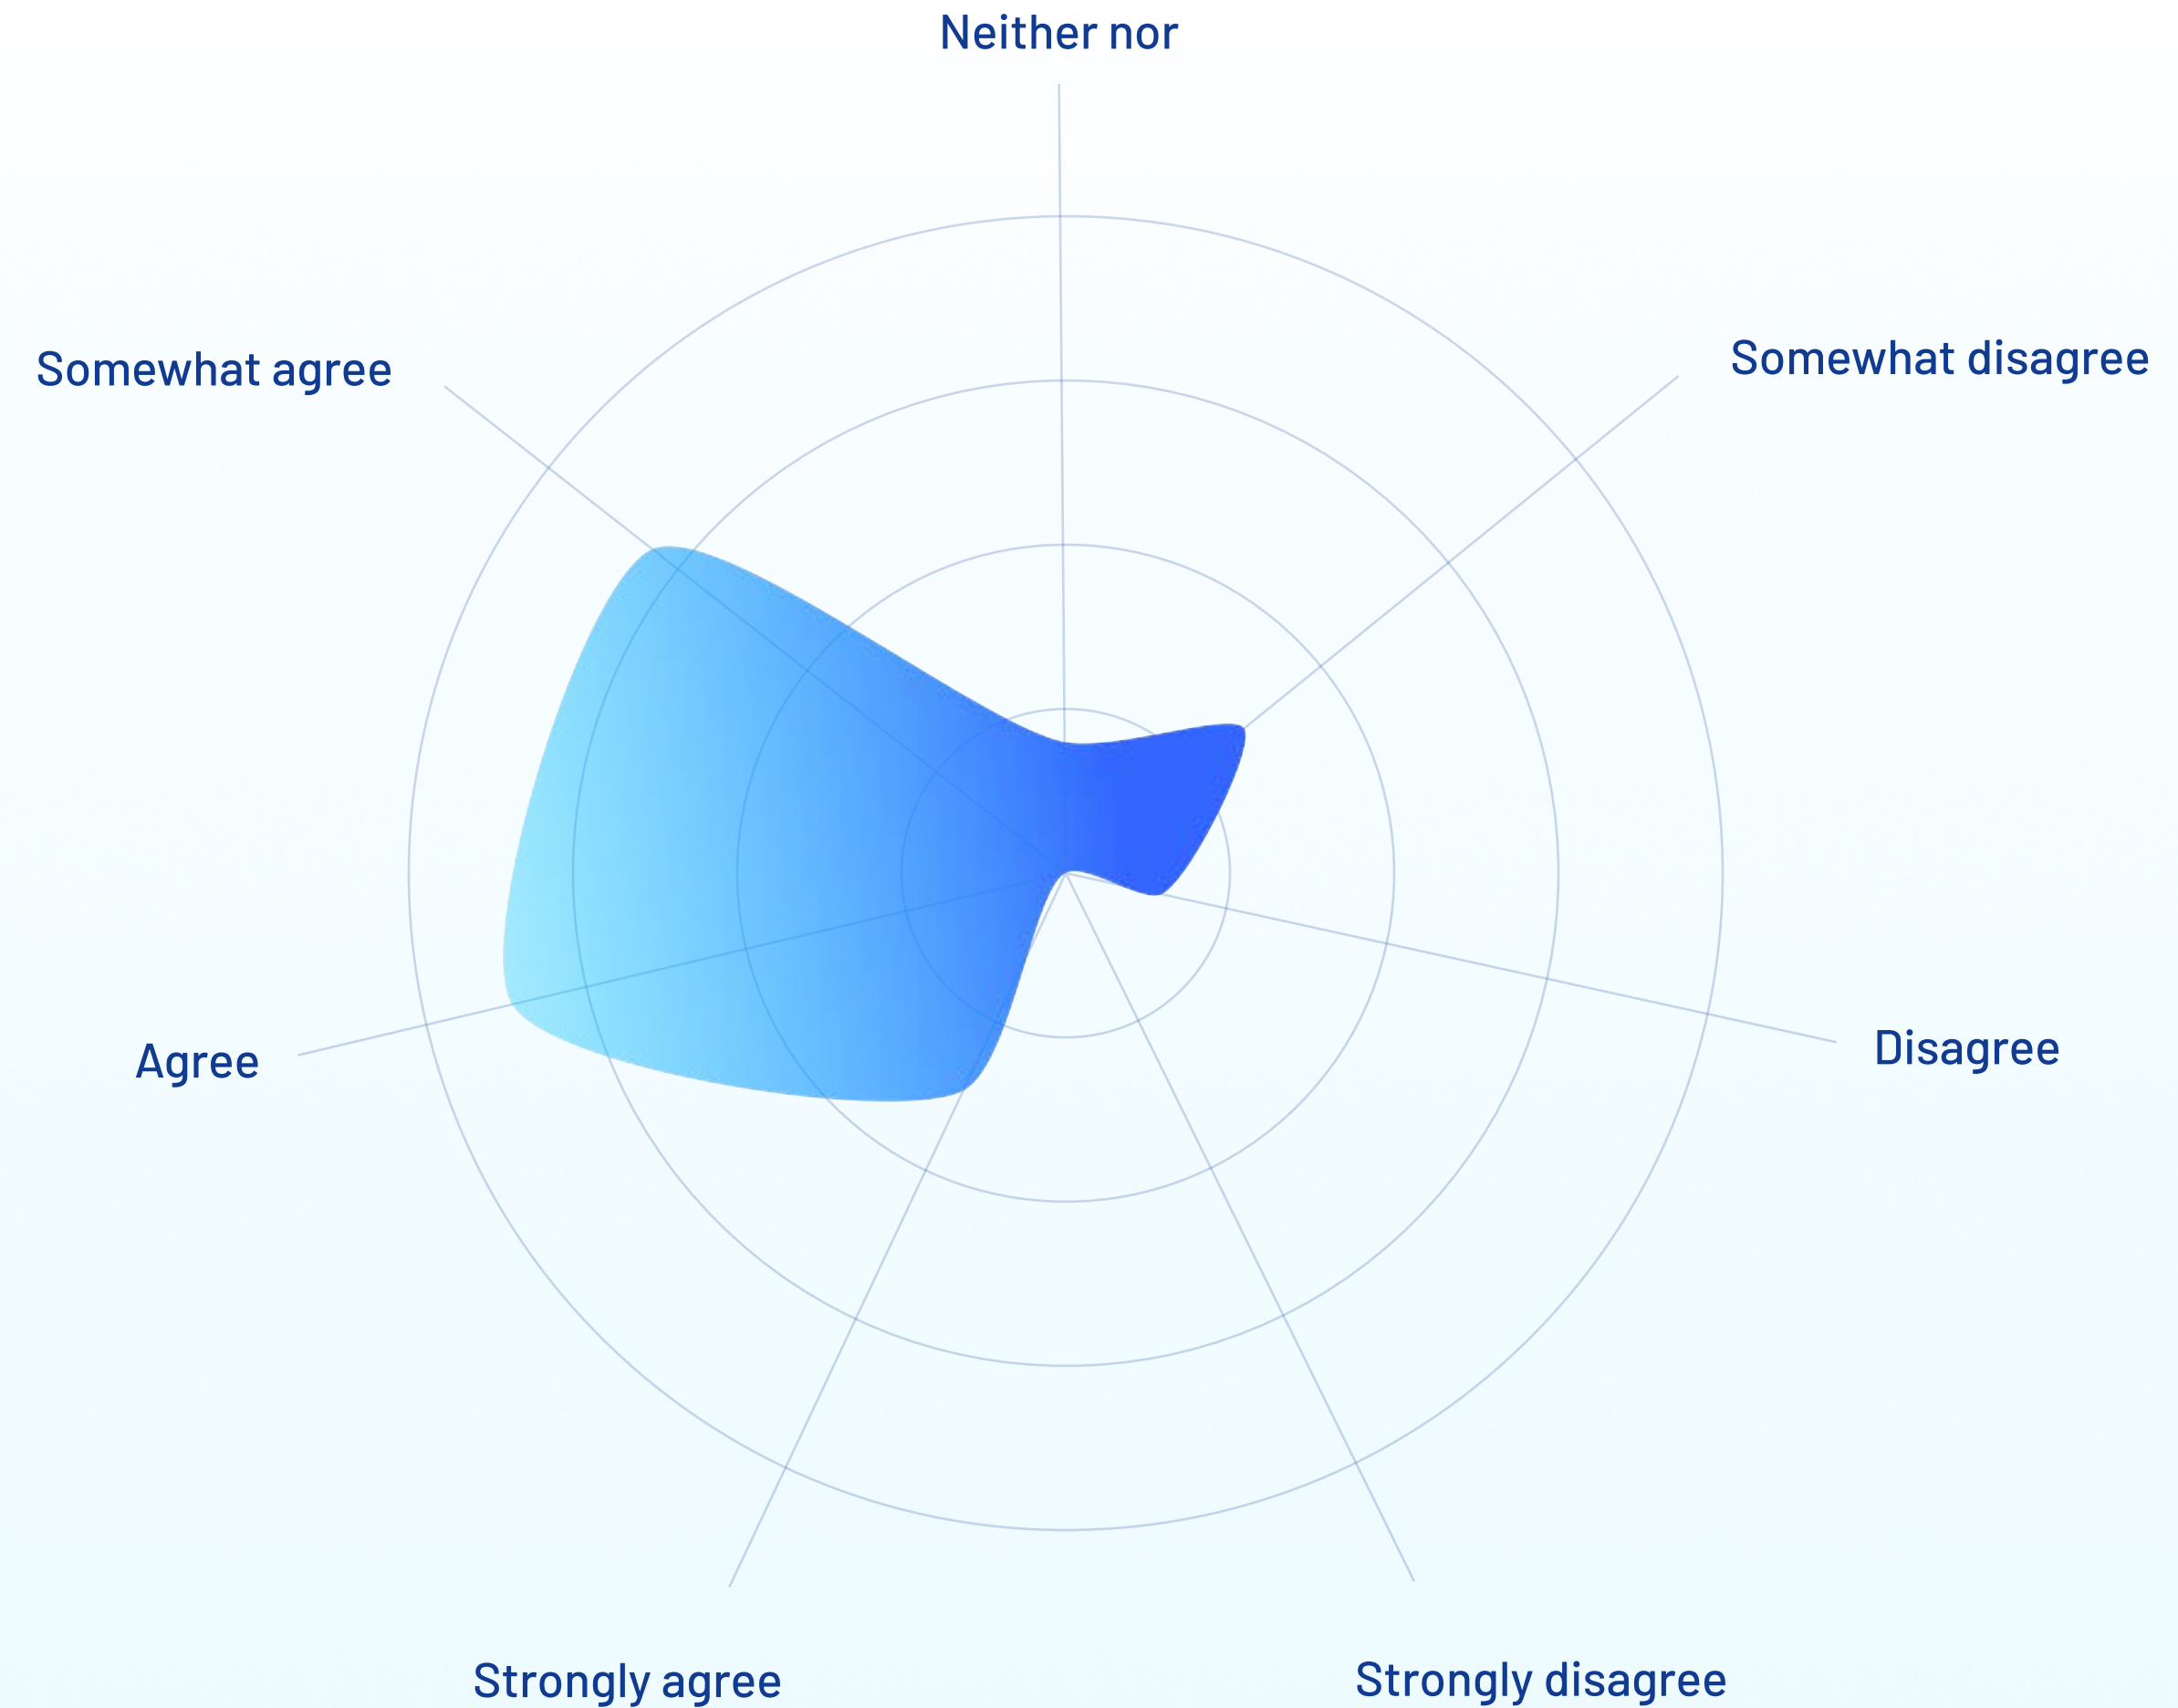 Neither nor
Somewhat disagree
Somewhat agree
Disagree
Agree
Strongly agree
Strongly disagree